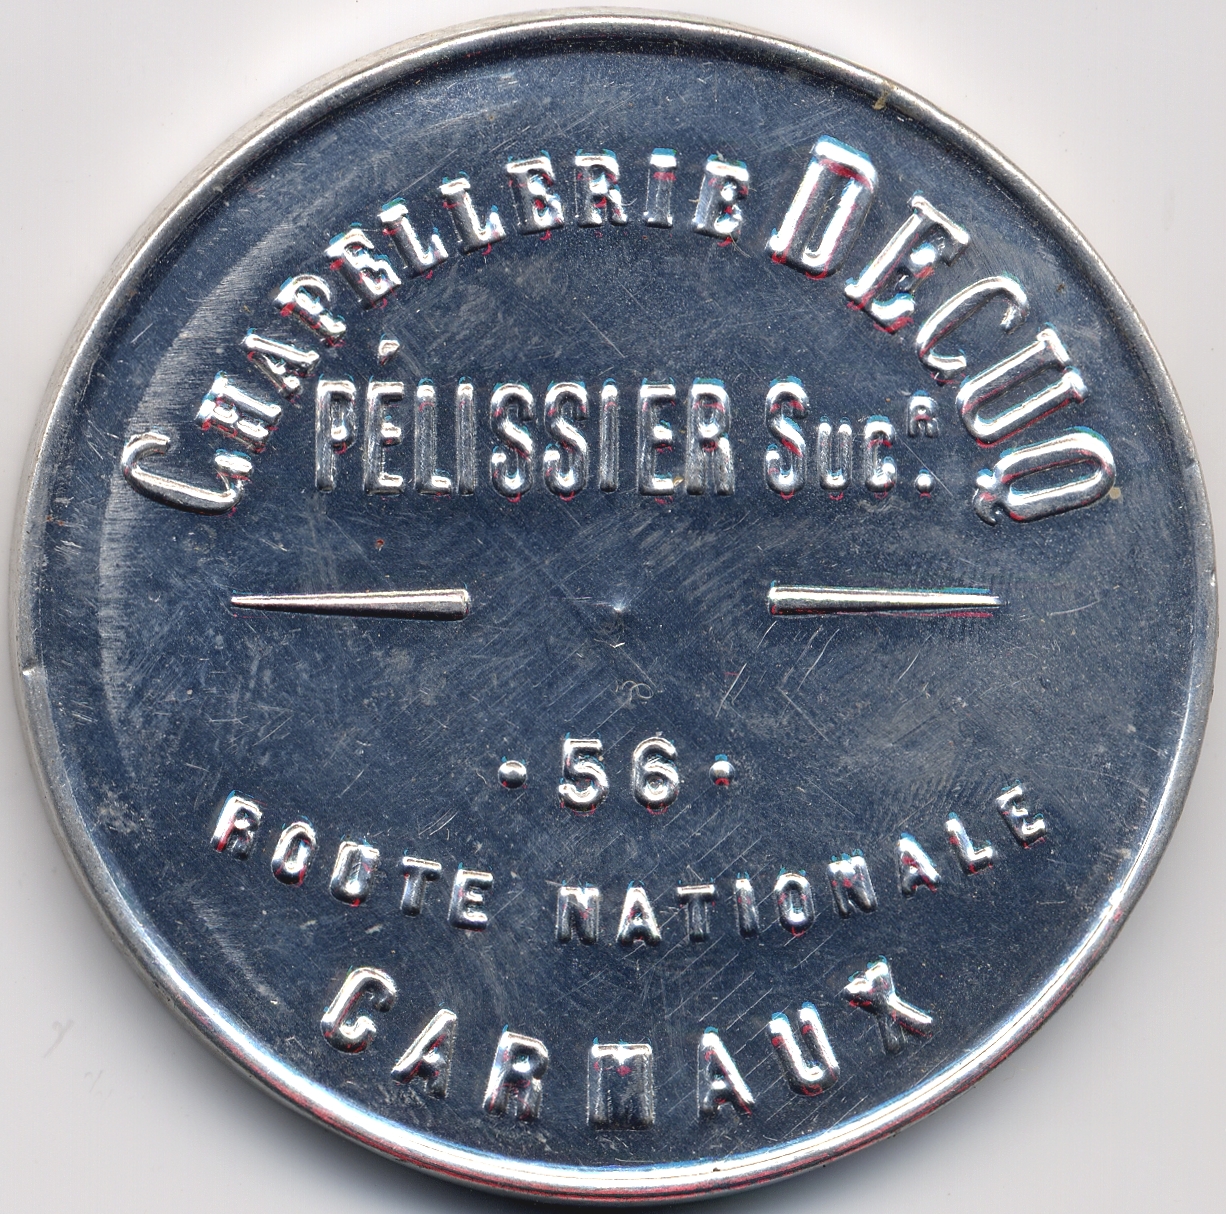 CHAPELLERIE DECUQ
PÉLISSIER SUC.R
· 56 ·
ROUTE NATIONALE
CARMAUX